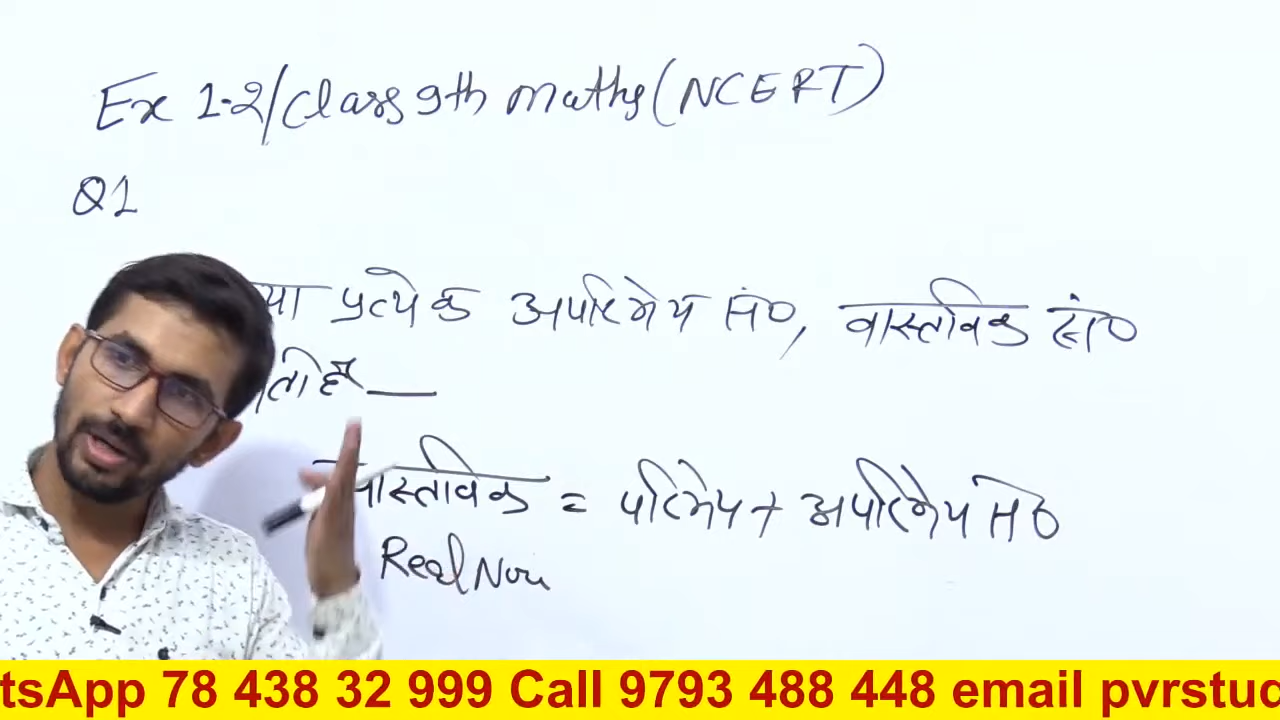 Ex 1.2/Class 9th maths (NCERT)
Q1
प्रत्येक अपरिमेय सं०, वास्तविक सं०
है —
वास्तविक = परिमेय + अपरिमेय सं०
Real Nou
tsApp 78 438 32 999 Call 9793 488 448 email pvrstud